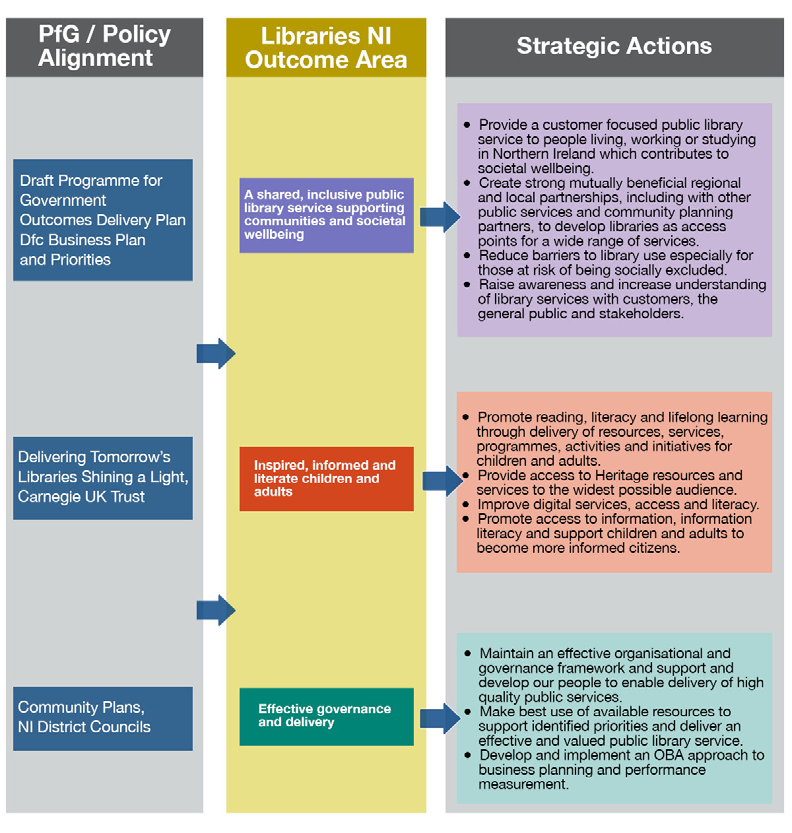 PfG / Policy
Alignment
Libraries NI
Outcome Area
Strategic Actions
Draft Programme for
Government
Outcomes Delivery Plan
Dfc Business Plan
and Priorities
A shared, inclusive public
library service supporting
communities and societal
wellbeing
• Provide a customer focused public library
service to people living, working or studying
in Northern Ireland which contributes to
societal wellbeing.
• Create strong mutually beneficial regional
and local partnerships, including with other
public services and community planning
partners, to develop libraries as access
points for a wide range of services.
• Reduce barriers to library use especially for
those at risk of being socially excluded.
• Raise awareness and increase understanding
of library services with customers, the
general public and stakeholders.
Delivering Tomorrow's
Libraries Shining a Light,
Carnegie UK Trust
Inspired, informed and
literate children and
adults
• Promote reading, literacy and lifelong learning
through delivery of resources, services,
programmes, activities and initiatives for
children and adults.
• Provide access to Heritage resources and
services to the widest possible audience.
• Improve digital services, access and literacy.
• Promote access to information, information
literacy and support children and adults to
become more informed citizens.
Community Plans,
NI District Councils
Effective governance
and delivery
• Maintain an effective organisational and
governance framework and support and
develop our people to enable delivery of high
quality public services.
• Make best use of available resources to
support identified priorities and deliver an
effective and valued public library service.
• Develop and implement an OBA approach to
business planning and performance
measurement.